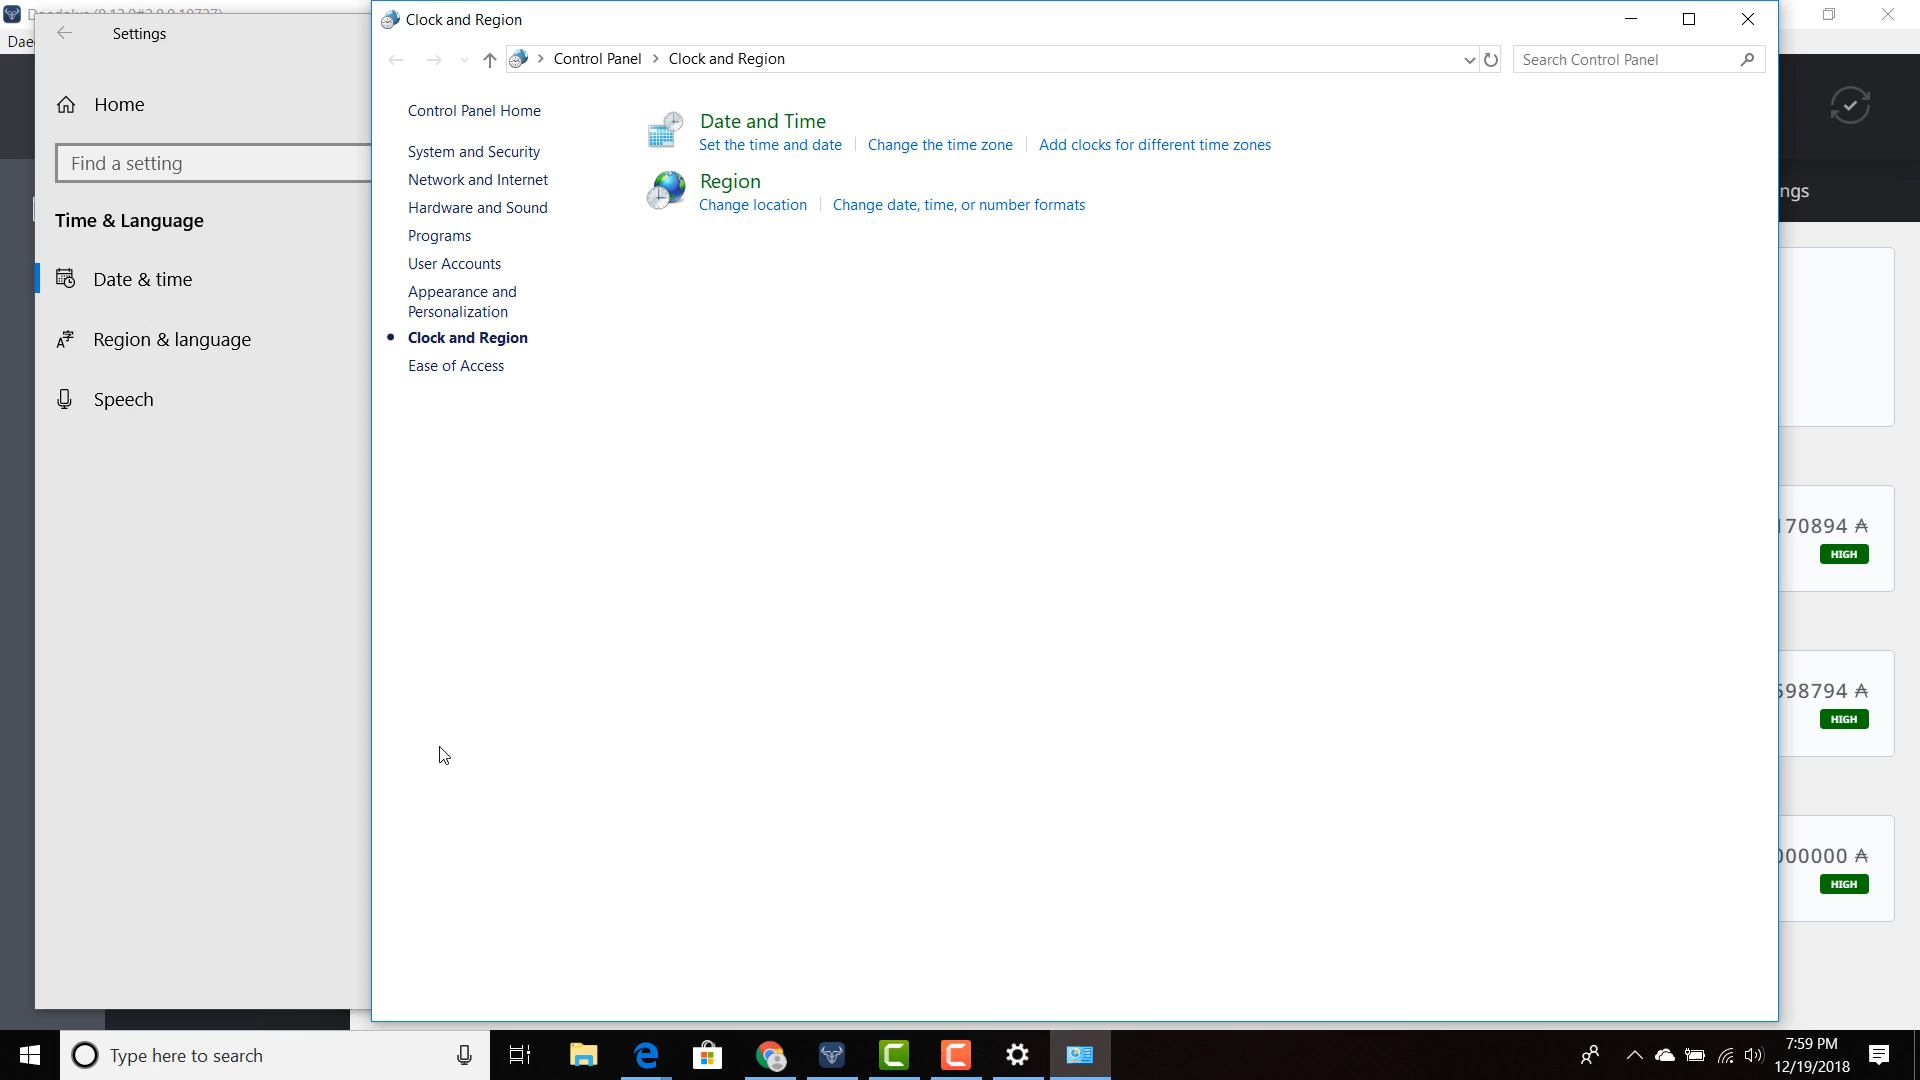 Settings
Home
Find a setting
Time & Language
Date & time
Region & language
Speech
Clock and Region
Control Panel > Clock and Region
Search Control Panel
Control Panel Home
System and Security
Network and Internet
Hardware and Sound
Programs
User Accounts
Appearance and
Personalization
Clock and Region
Ease of Access
Date and Time
Set the time and date
Change the time zone
Add clocks for different time zones
Region
Change location
Change date, time, or number formats
ngs
170894 ₳
HIGH
598794 ₳
HIGH
000000 ₳
HIGH
Type here to search
7:59 PM
12/19/2018